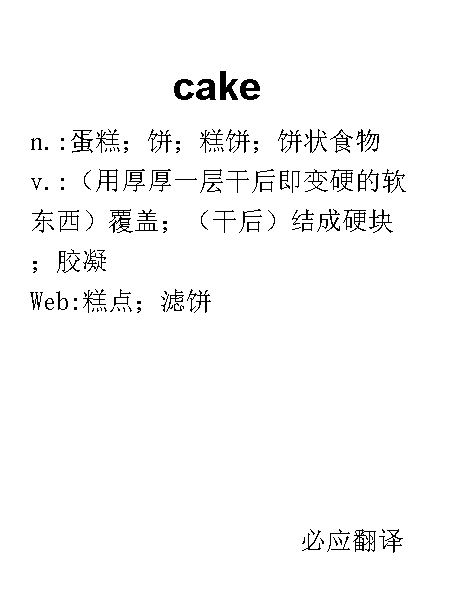 cake
n.:蛋糕；饼；糕饼；饼状食物
v.:（用厚厚一层干后即变硬的软
东西）覆盖；（干后）结成硬块
；胶凝
Web:糕点；滤饼
必应翻译